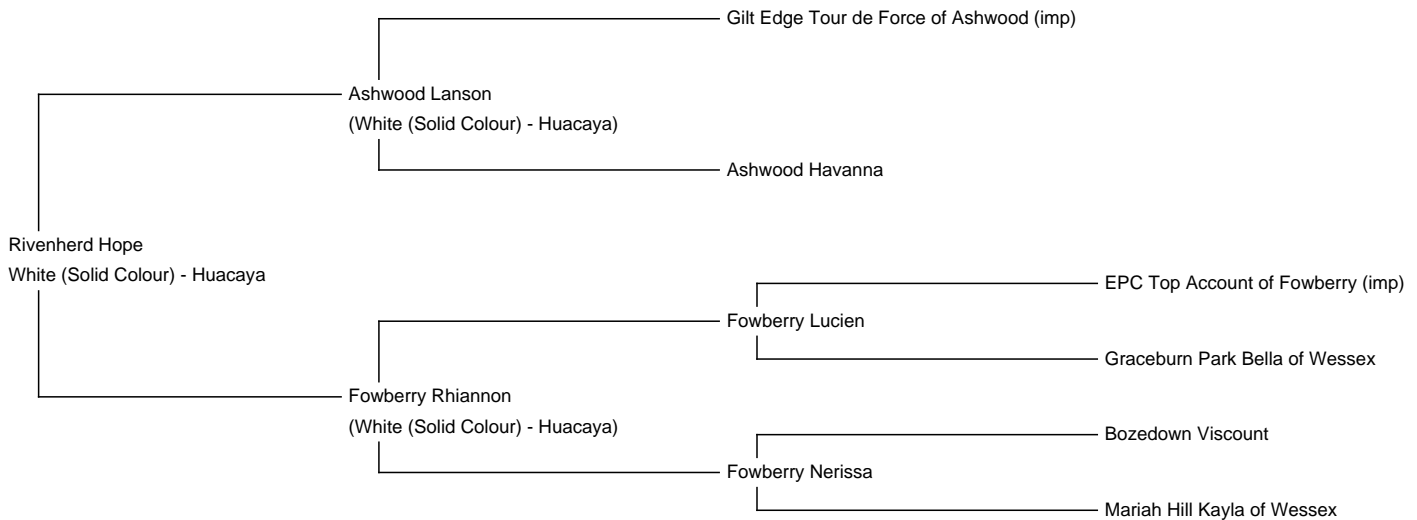 Gilt Edge Tour de Force of Ashwood (imp)
Ashwood Lanson
(White (Solid Colour) - Huacaya)
Ashwood Havanna
Rivenherd Hope
White (Solid Colour) - Huacaya
EPC Top Account of Fowberry (imp)
Fowberry Lucien
Graceburn Park Bella of Wessex
Fowberry Rhiannon
(White (Solid Colour) - Huacaya)
Bozedown Viscount
Fowberry Nerissa
Mariah Hill Kayla of Wessex